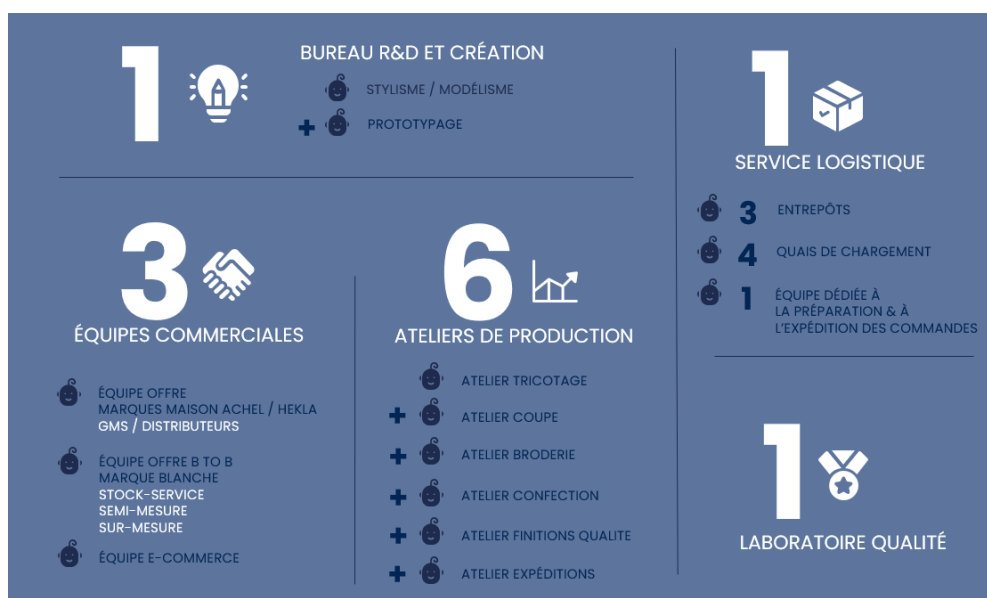 1
BUREAU R&D ET CRÉATION
STYLISME / MODÉLISME
+ PROTOTYPAGE
3
ÉQUIPES COMMERCIALES
ÉQUIPE OFFRE
MARQUES MAISON ACHEL / HEKLA
GMS / DISTRIBUTEURS
ÉQUIPE OFFRE B TO B
MARQUE BLANCHE
STOCK-SERVICE
SEMI-MESURE
SUR-MESURE
ÉQUIPE E-COMMERCE
6
ATELIERS DE PRODUCTION
ATELIER TRICOTAGE
+ ATELIER COUPE
+ ATELIER BRODERIE
+ ATELIER CONFECTION
+ ATELIER FINITIONS QUALITE
+ ATELIER EXPÉDITIONS
1
SERVICE LOGISTIQUE
3 ENTREPÔTS
4 QUAIS DE CHARGEMENT
1 ÉQUIPE DÉDIÉE À
LA PRÉPARATION & À
L'EXPÉDITION DES COMMANDES
1
LABORATOIRE QUALITÉ